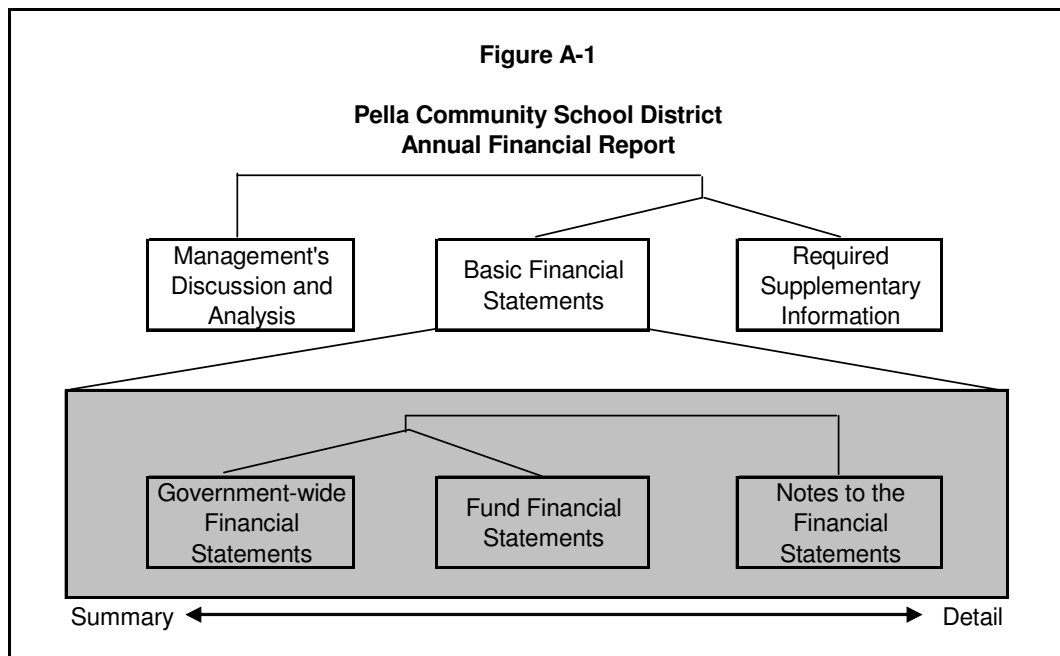 Figure A-1
Pella Community School District
Annual Financial Report
Management's
Discussion and
Analysis
Basic Financial
Statements
Required
Supplementary
Information
Government-wide
Financial
Statements
Fund Financial
Statements
Notes to the
Financial
Statements
Summary
Detail